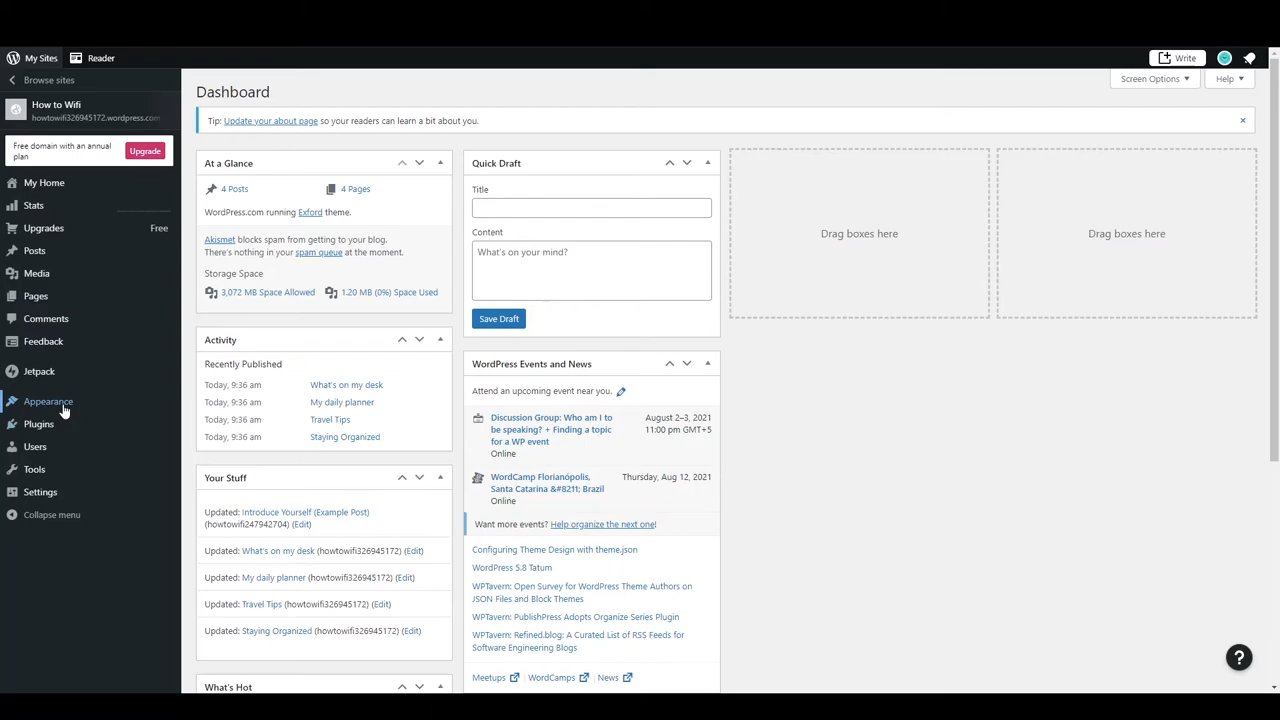 My Sites
Reader
Write
Browse sites
How to Wifi
howtowifi326945172.wordpress.com
Free domain with an annual
plan
Upgrade
My Home
Stats
Upgrades Free
Posts
Media
Pages
Comments
Feedback
Jetpack
Appearance
Plugins
Users
Tools
Settings
Collapse menu
Screen Options ▼
Help ▼
Dashboard
Tip: Update your about page so your readers can learn a bit about you.
At a Glance
4 Posts
4 Pages
WordPress.com running Exford theme.
Akismet blocks spam from getting to your blog.
There's nothing in your spam queue at the moment.
Storage Space
3,072 MB Space Allowed
1.20 MB (0%) Space Used
Activity
Recently Published
Today, 9:36 am What's on my desk
Today, 9:36 am My daily planner
Today, 9:36 am Travel Tips
Today, 9:36 am Staying Organized
Your Stuff
Updated: Introduce Yourself (Example Post)
(howtowifi247942704) (Edit)
Updated: What's on my desk (howtowifi326945172) (Edit)
Updated: My daily planner (howtowifi326945172) (Edit)
Updated: Travel Tips (howtowifi326945172) (Edit)
Updated: Staying Organized (howtowifi326945172) (Edit)
What's Hot
Quick Draft
Title
Content
What's on your mind?
Save Draft
WordPress Events and News
Attend an upcoming event near you.
Discussion Group: Who am I to August 2–3, 2021
be speaking? + Finding a topic 11:00 pm GMT+5
for a WP event
Online
WordCamp Florianópolis, Thursday, Aug 12, 2021
Santa Catarina &#8211; Brazil
Online
Want more events? Help organize the next one!
Configuring Theme Design with theme.json
WordPress 5.8 Tatum
WPTavern: Open Survey for WordPress Theme Authors on
JSON Files and Block Themes
WPTavern: PublishPress Adopts Organize Series Plugin
WPTavern: Refined.blog: A Curated List of RSS Feeds for
Software Engineering Blogs
Meetups
WordCamps
News
Drag boxes here
Drag boxes here
?